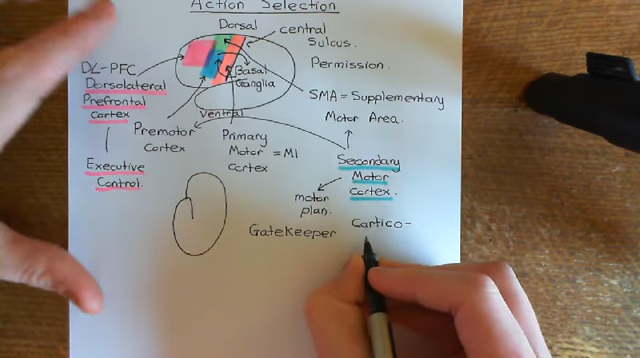 Action Selection
Dorsal
central
Sulcus.
Permission.
Basal
Ganglia
DL-PFC
Dorsolateral
Prefrontal
cortex
SMA = Supplementary
Motor Area.
Ventral
Premotor
Cortex
Primary
Motor = M1
cortex
Executive
Control.
Secondary
Motor
Cortex.
motor
plan.
Gatekeeper
Cartico-